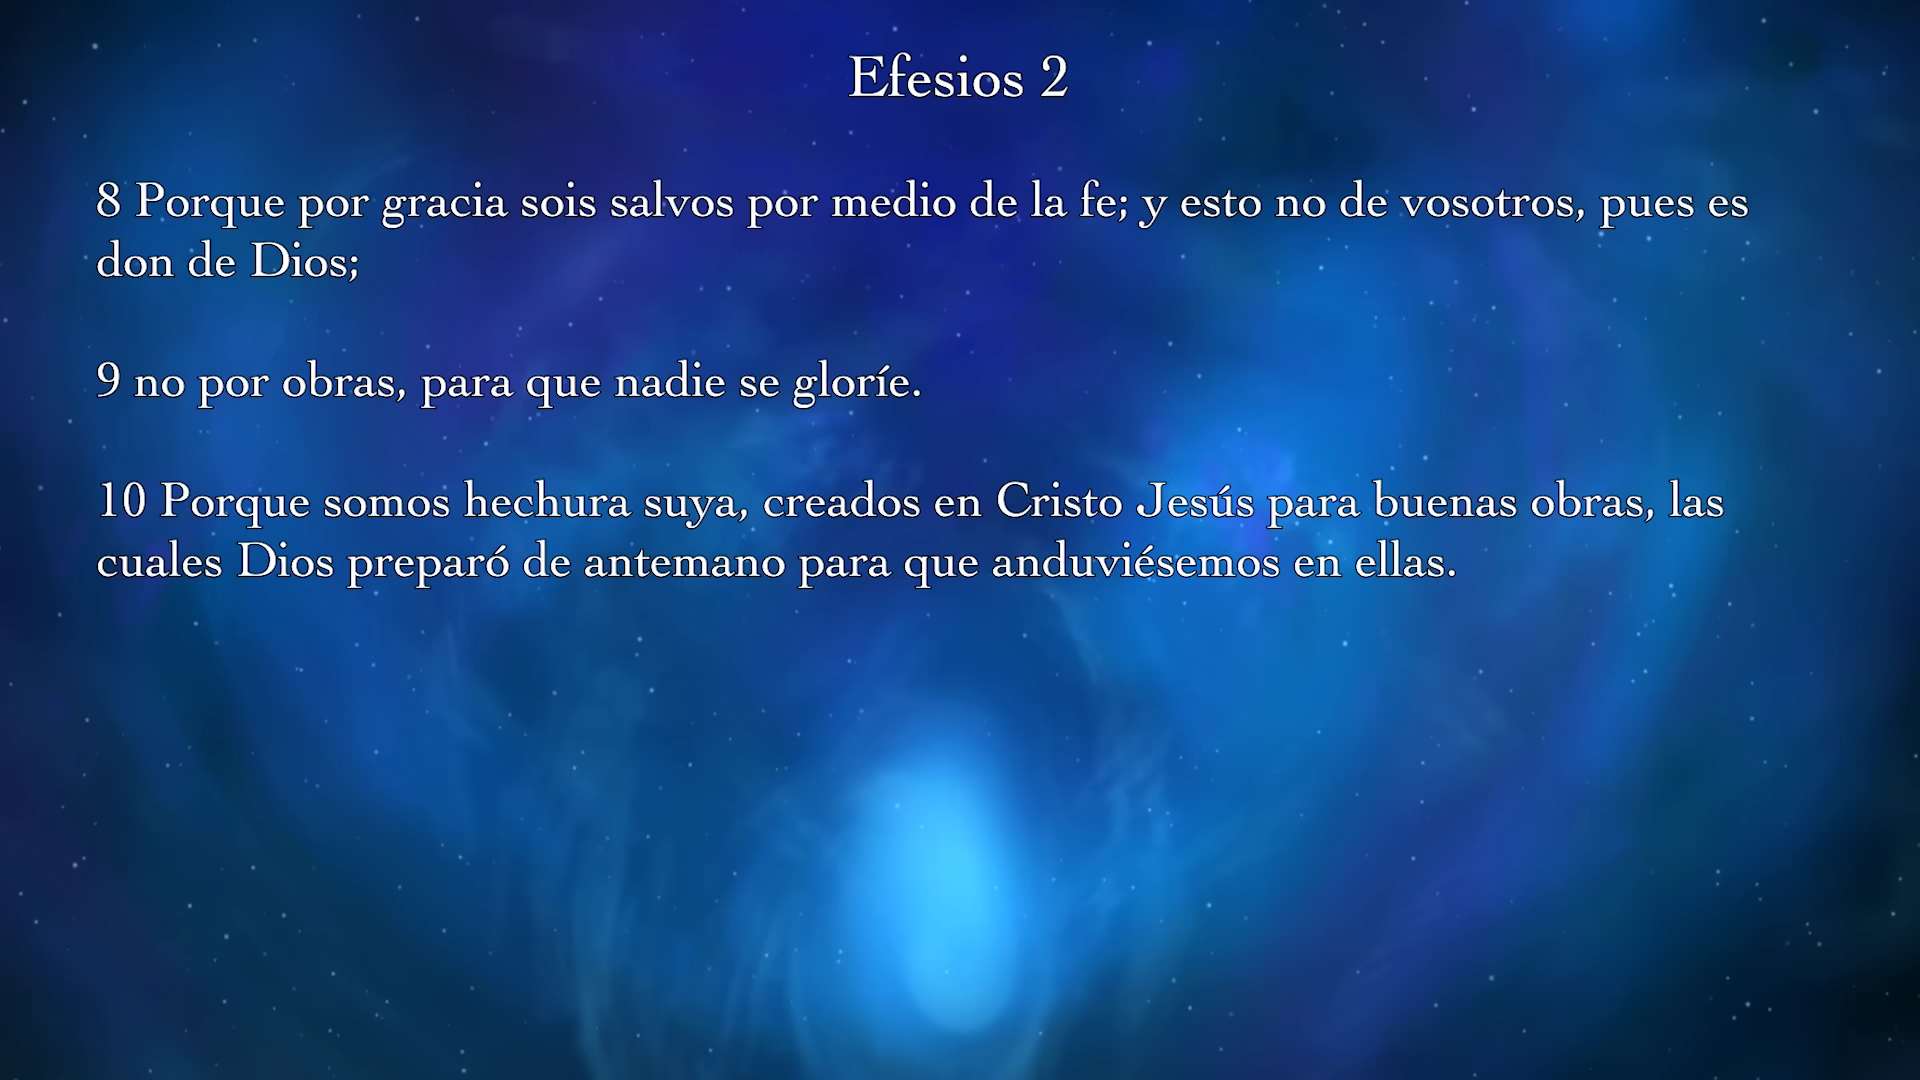 Efesios 2
8 Porque por gracia sois salvos por medio de la fe; y esto no de vosotros, pues es
don de Dios;
9 no por obras, para que nadie se gloríe.
10 Porque somos hechura suya, creados en Cristo Jesús para buenas obras, las
cuales Dios preparó de antemano para que anduviésemos en ellas.